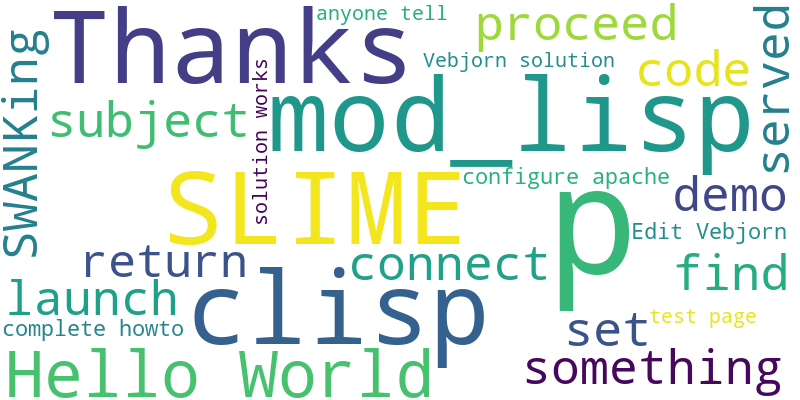 anyone tell
Thanks
proceed
served
SWANKing
Vebjorn solution
code
solution works
subject
mod_lisp
SLIME
configure apache
p
demo
Edit Vebjorn
return
connect
find
launch
clisp
set
test page
complete howto
Hello World
something